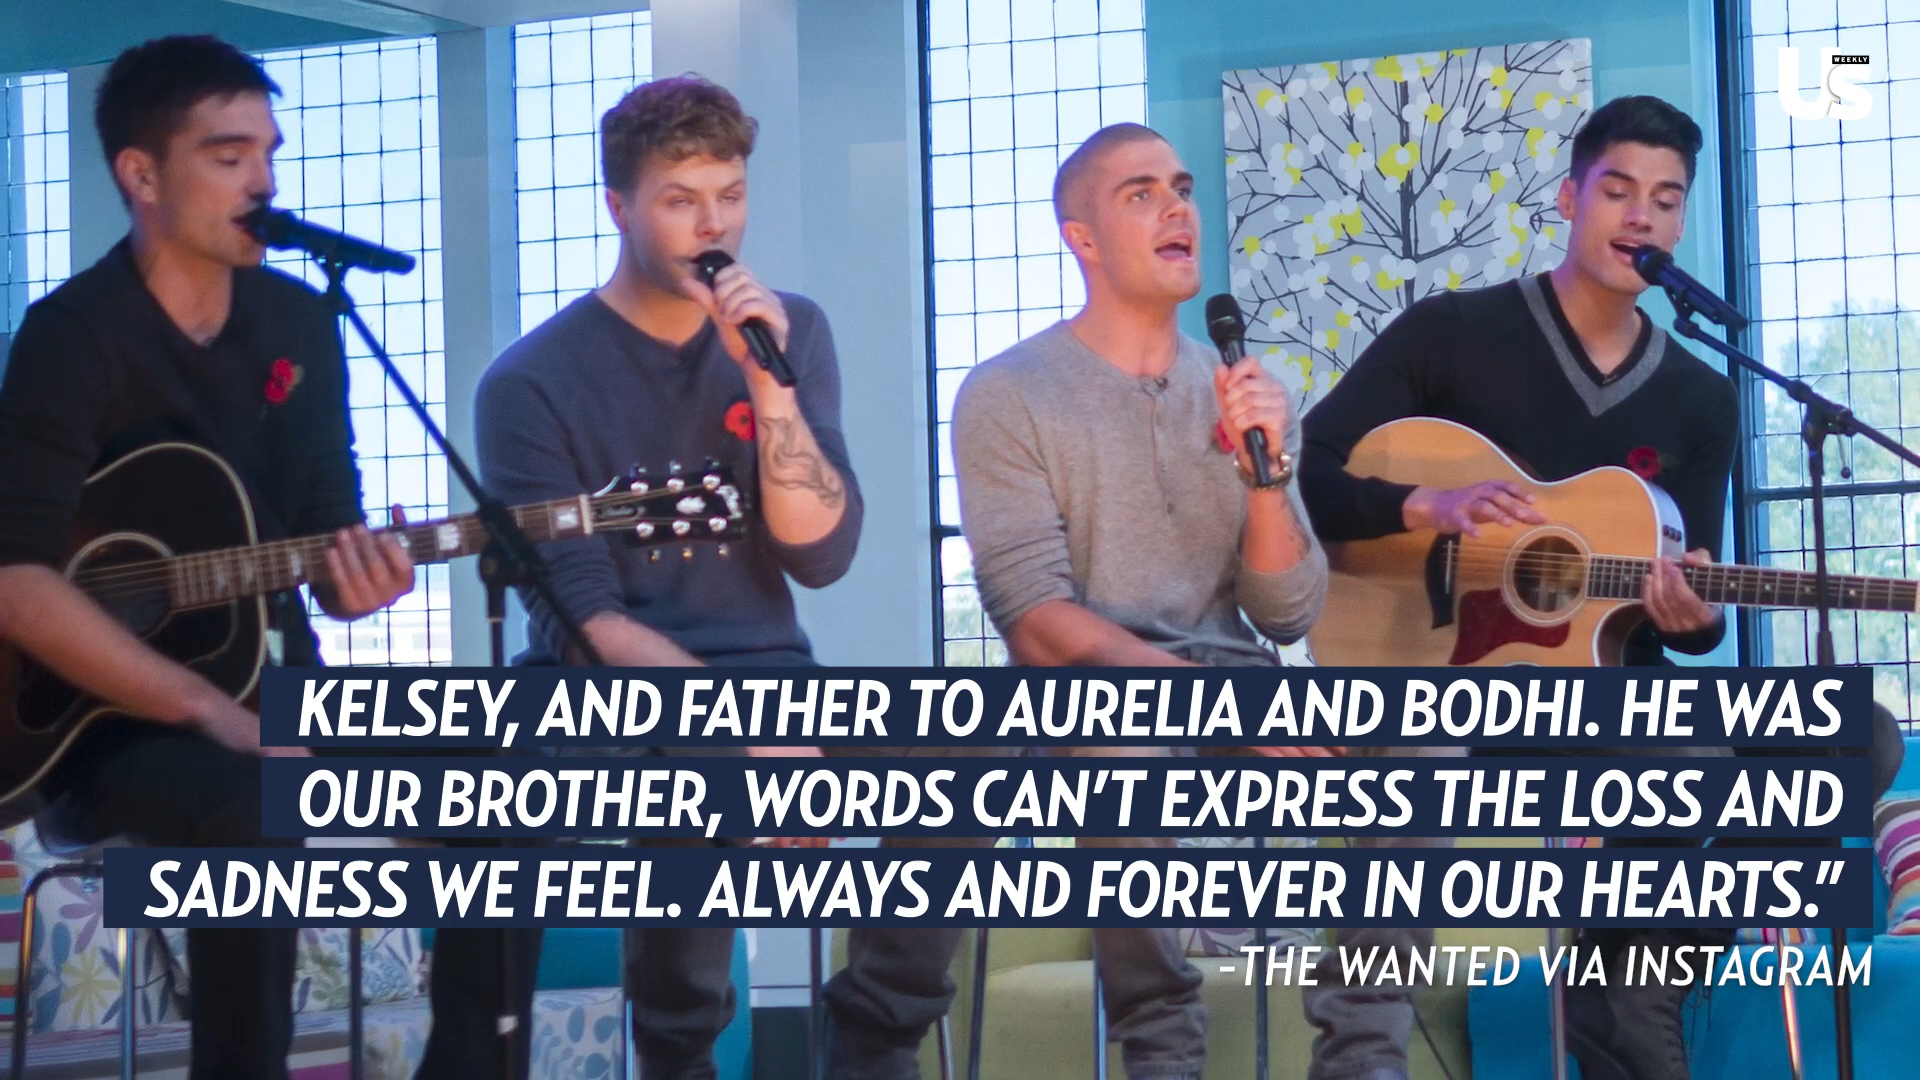 Us
WEEKLY
KELSEY, AND FATHER TO AURELIA AND BODHI. HE WAS
OUR BROTHER, WORDS CAN'T EXPRESS THE LOSS AND
SADNESS WE FEEL. ALWAYS AND FOREVER IN OUR HEARTS."
-THE WANTED VIA INSTAGRAM